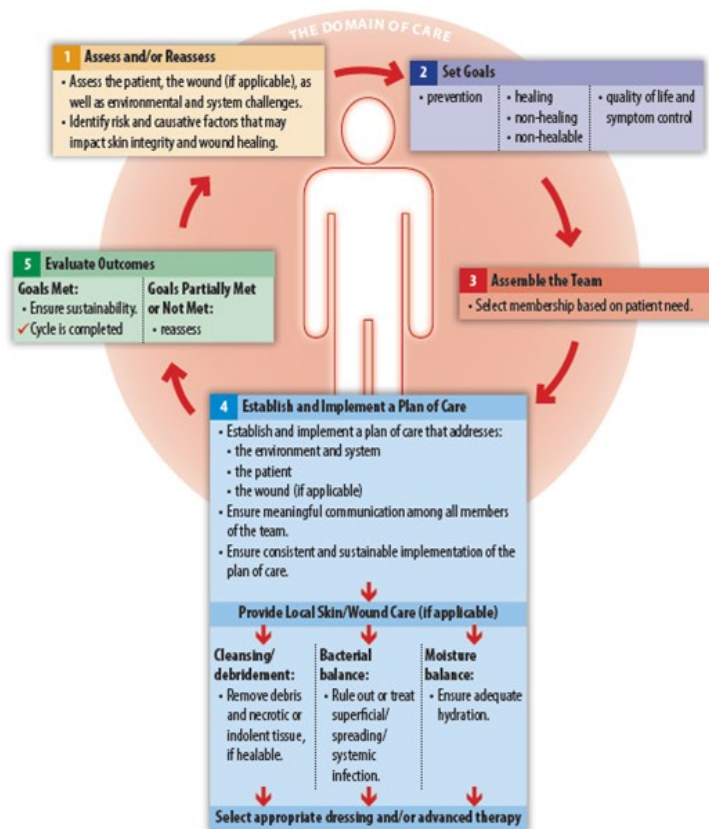 THE DOMAIN OF CARE
1 Assess and/or Reassess
• Assess the patient, the wound (if applicable), as
well as environmental and system challenges.
• Identify risk and causative factors that may
impact skin integrity and wound healing.
2 Set Goals
• prevention
• healing
• non-healing
• non-healable
• quality of life and
symptom control
3 Assemble the Team
• Select membership based on patient need.
4 Establish and Implement a Plan of Care
• Establish and implement a plan of care that addresses:
• the environment and system
• the patient
• the wound (if applicable)
• Ensure meaningful communication among all members
of the team.
• Ensure consistent and sustainable implementation of the
plan of care.
Provide Local Skin/Wound Care (if applicable)
Cleansing/
debridement:
• Remove debris
and necrotic or
indolent tissue,
if healable.
Bacterial
balance:
• Rule out or treat
superficial/
spreading/
systemic
infection.
Moisture
balance:
• Ensure adequate
hydration.
Select appropriate dressing and/or advanced therapy
5 Evaluate Outcomes
Goals Met:
• Ensure sustainability.
✓ Cycle is completed
Goals Partially Met
or Not Met:
• reassess